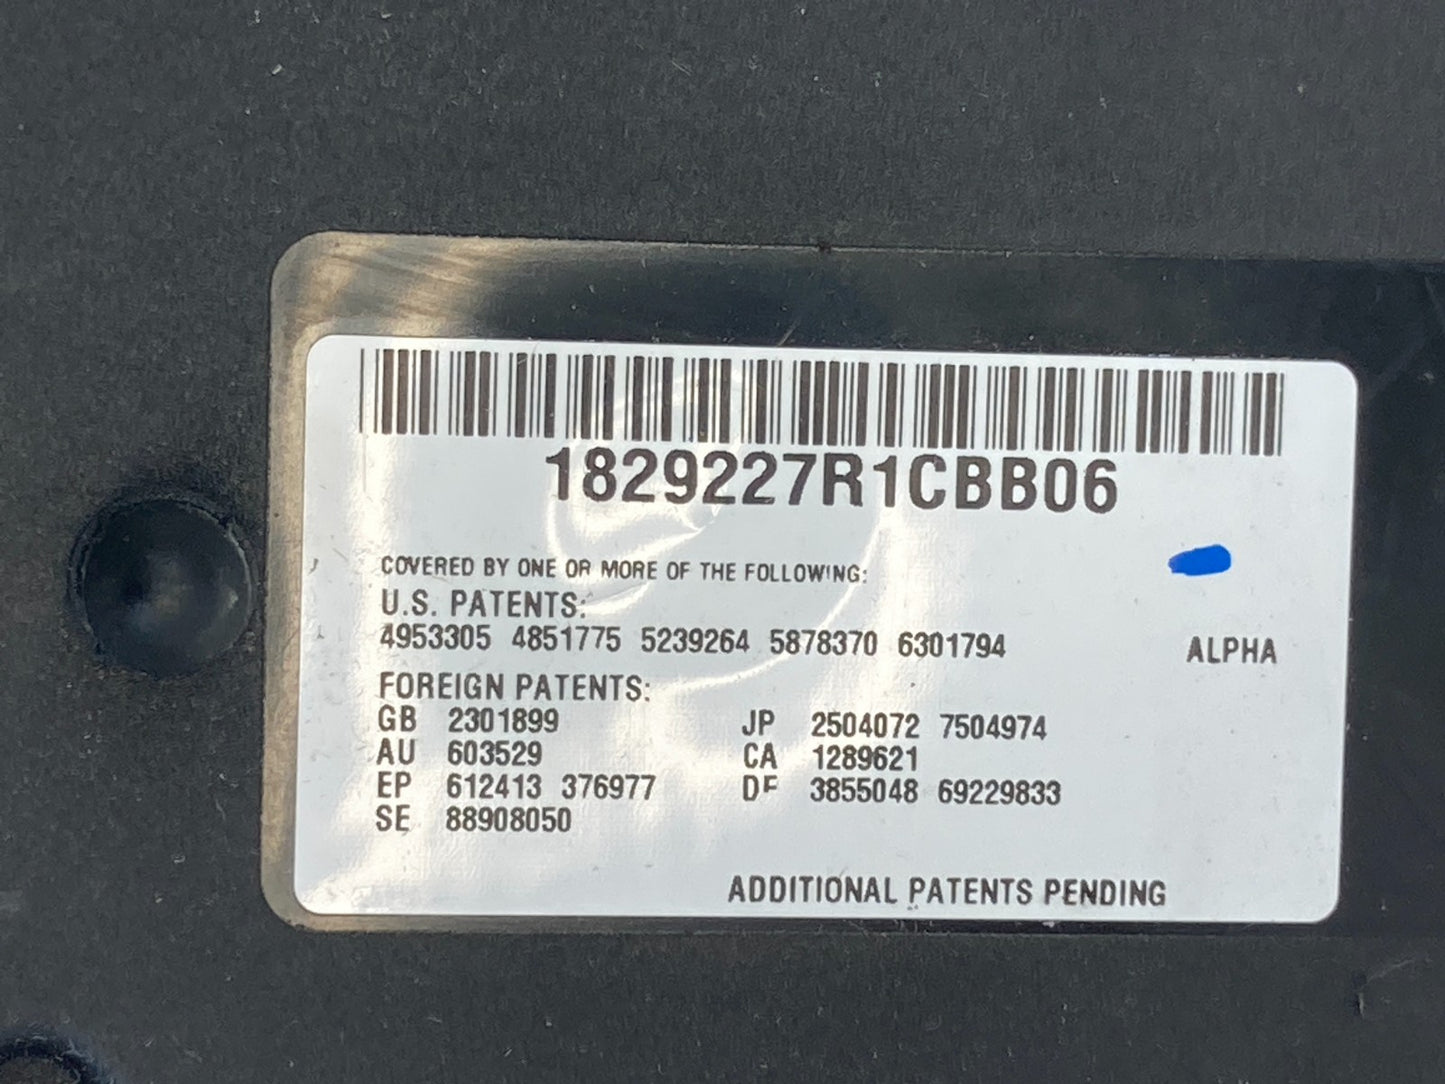 1829227R1CBB06
COVERED BY ONE OR MORE OF THE FOLLOWING:
U.S. PATENTS:
4953305 4851775 5239264 5878370 6301794
ALPHA
FOREIGN PATENTS:
GB 2301899 JP 2504072 7504974
AU 603529 CA 1289621
EP 612413 376977 DE 3855048 69229833
SE 88908050
ADDITIONAL PATENTS PENDING